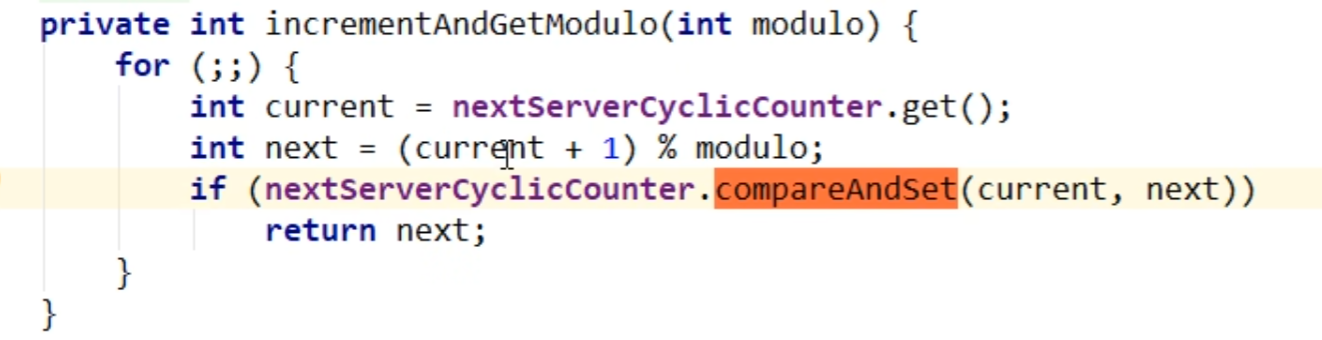 private int incrementAndGetModulo(int modulo) {
for (;;) {
int current = nextServerCyclicCounter.get();
int next = (current + 1) % modulo;
if (nextServerCyclicCounter.compareAndSet(current, next))
return next;
}
}